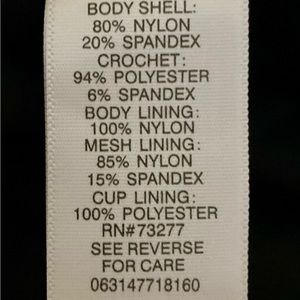 BODY SHELL:
80% NYLON
20% SPANDEX
CROCHET:
94% POLYESTER
6% SPANDEX
BODY LINING:
100% NYLON
MESH LINING:
85% NYLON
15% SPANDEX
CUP LINING:
100% POLYESTER
RN#73277
SEE REVERSE
FOR CARE
063147718160